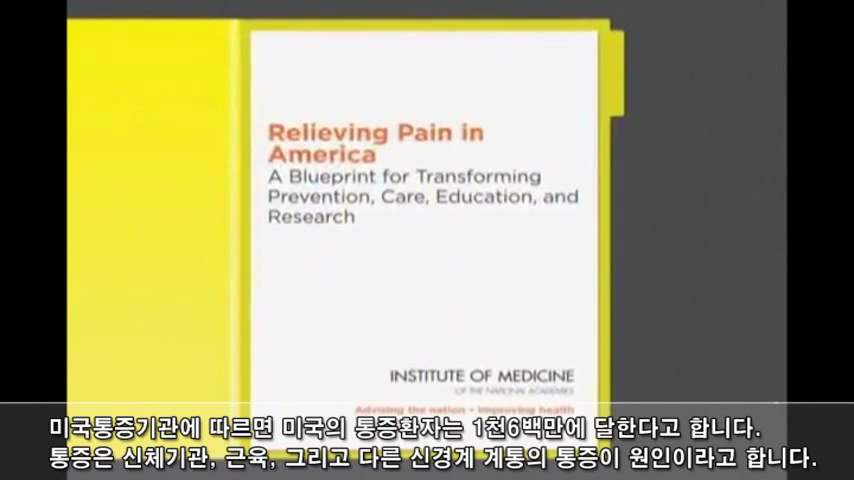 Relieving Pain in
America
A Blueprint for Transforming
Prevention, Care, Education, and
Research
INSTITUTE OF MEDICINE
OF THE NATIONAL ACADEMIES
Advising the nation • Improving health
미국통증기관에 따르면 미국의 통증환자는 1천6백만에 달한다고 합니다.
통증은 신체기관, 근육, 그리고 다른 신경계 계통의 통증이 원인이라고 합니다.